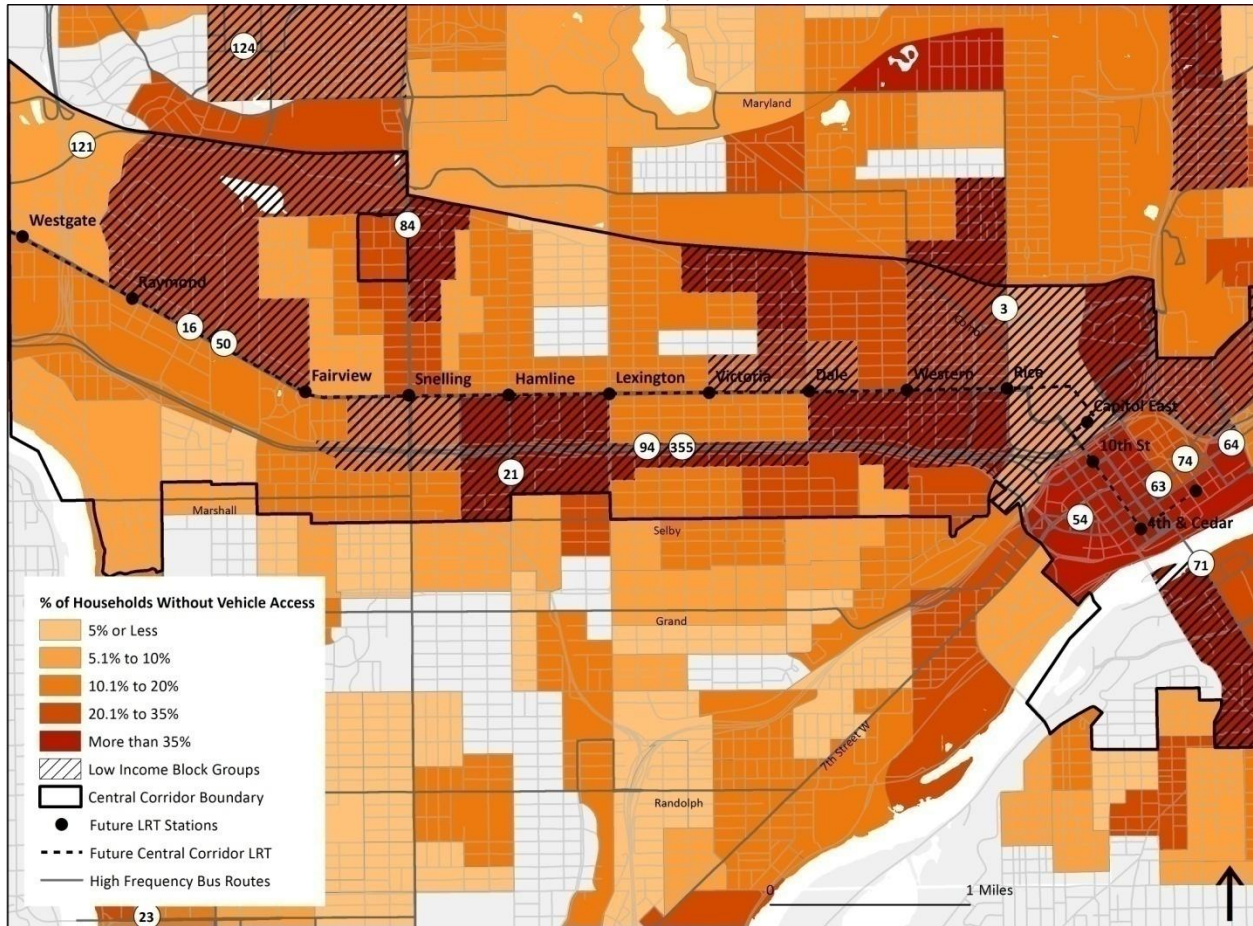 124
Maryland
121
84
Westgate
Raymond
16
50
3
Como
Fairview
Snelling
Hamline
Lexington
Victoria
Dale
Western
Rice
Capitol East
10th St
94
355
21
64
74
63
54
4th & Cedar
71
Marshall
Selby
Grand
7th Street W
Randolph
% of Households Without Vehicle Access
5% or Less
5.1% to 10%
10.1% to 20%
20.1% to 35%
More than 35%
Low Income Block Groups
Central Corridor Boundary
Future LRT Stations
Future Central Corridor LRT
High Frequency Bus Routes
23
0
1 Miles